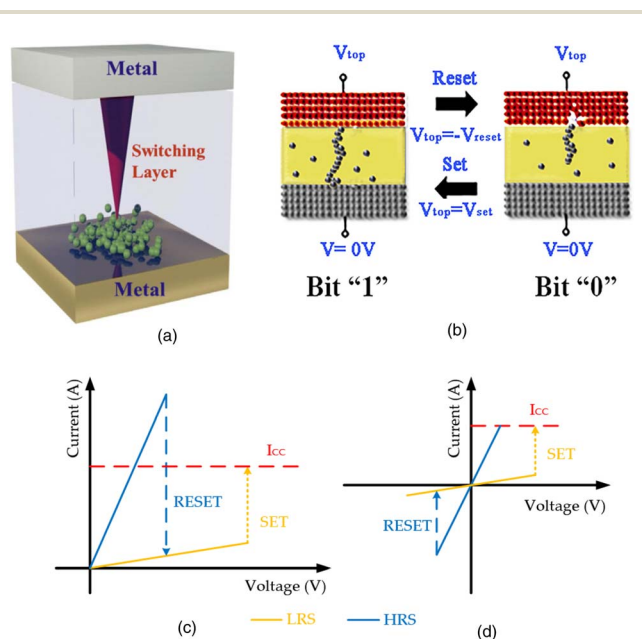 Metal
Switching
Layer
Metal
(a)
Vtop
Reset
Vtop=-Vreset
Set
Vtop=Vset
V= 0V
Bit “1”
Vtop
V=0V
Bit “0”
(b)
Current (A)
Icc
RESET
SET
Voltage (V)
(c)
Current (A)
Icc
SET
Voltage (V)
RESET
(d)
LRS
HRS